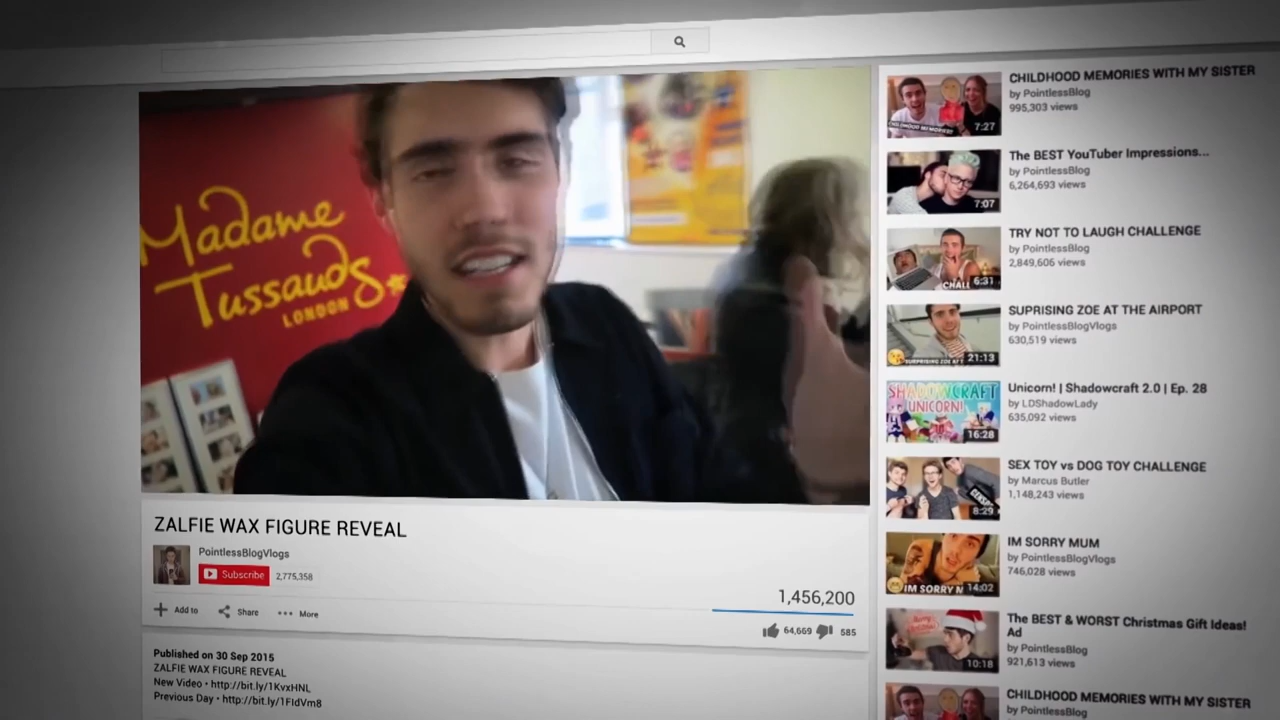 Madame
Tussauds
LONDON
ZALFIE WAX FIGURE REVEAL
PointlessBlogVlogs
Subscribe 2,775,358
1,456,200
Add to Share More
64,669 585
Published on 30 Sep 2015
ZALFIE WAX FIGURE REVEAL
New Video • http://bit.ly/1KvxHNL
Previous Day • http://bit.ly/1FIdVm8
CHILDHOOD MEMORIES WITH MY SISTER
by PointlessBlog
995,303 views
7:27
The BEST YouTuber Impressions...
by PointlessBlog
6,264,693 views
7:07
TRY NOT TO LAUGH CHALLENGE
by PointlessBlog
2,849,606 views
CHALL 6:31
SUPRISING ZOE AT THE AIRPORT
by PointlessBlogVlogs
630,519 views
21:13
SHADOWCRAFT
UNICORN!
16:28
Unicorn! | Shadowcraft 2.0 | Ep. 28
by LDShadowLady
635,092 views
SEX TOY vs DOG TOY CHALLENGE
by Marcus Butler
1,148,243 views
8:29
IM SORRY MUM
by PointlessBlogVlogs
746,028 views
IM SORRY M 14:02
The BEST & WORST Christmas Gift Ideas!
Ad
by PointlessBlog
921,613 views
10:18
CHILDHOOD MEMORIES WITH MY SISTER
by PointlessBlog